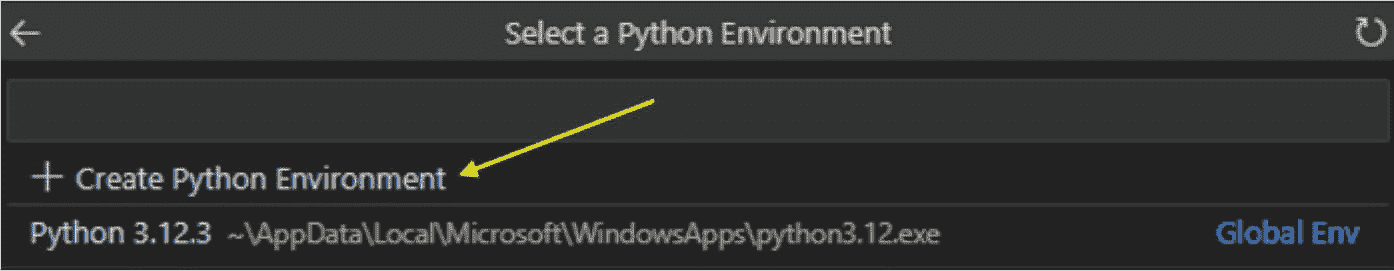 Select a Python Environment
+ Create Python Environment
Python 3.12.3 ~\AppData\Local\Microsoft\WindowsApps\python3.12.exe Global Env